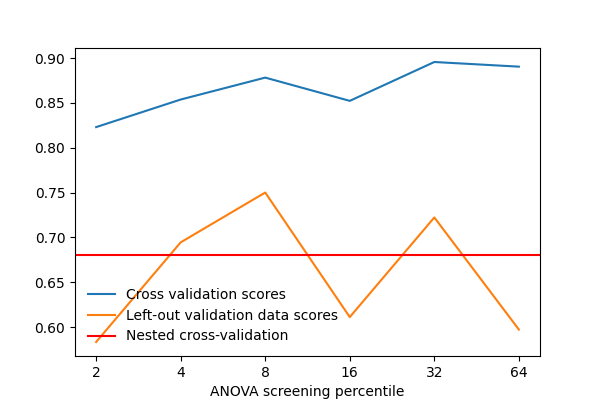 0.90
0.85
0.80
0.75
0.70
0.65
0.60
Cross validation scores
Left-out validation data scores
Nested cross-validation
2 4 8 16 32 64
ANOVA screening percentile